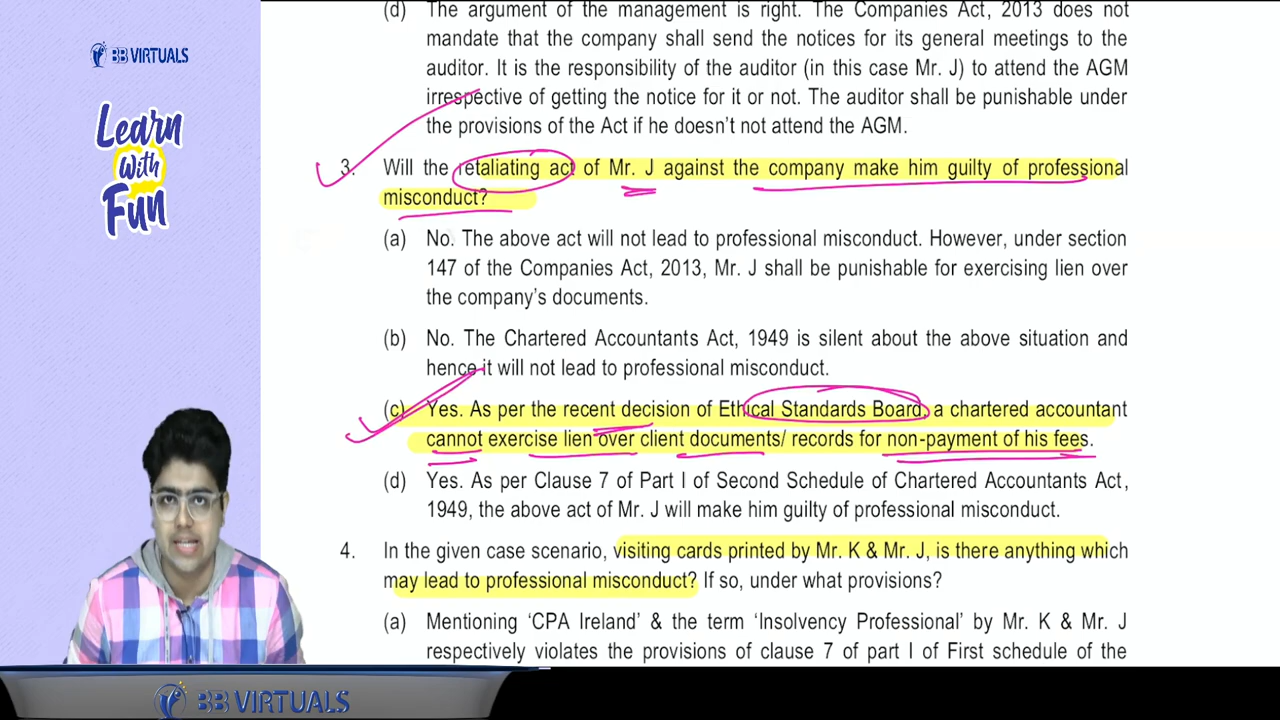 BB VIRTUALS
Learn
With
Fun
(d) The argument of the management is right. The Companies Act, 2013 does not
mandate that the company shall send the notices for its general meetings to the
auditor. It is the responsibility of the auditor (in this case Mr. J) to attend the AGM
irrespective of getting the notice for it or not. The auditor shall be punishable under
the provisions of the Act if he doesn't not attend the AGM.
3. Will the retaliating act of Mr. J against the company make him guilty of professional
misconduct?
(a) No. The above act will not lead to professional misconduct. However, under section
147 of the Companies Act, 2013, Mr. J shall be punishable for exercising lien over
the company's documents.
(b) No. The Chartered Accountants Act, 1949 is silent about the above situation and
hence it will not lead to professional misconduct.
(c) Yes. As per the recent decision of Ethical Standards Board, a chartered accountant
cannot exercise lien over client documents/ records for non-payment of his fees.
(d) Yes. As per Clause 7 of Part I of Second Schedule of Chartered Accountants Act,
1949, the above act of Mr. J will make him guilty of professional misconduct.
4. In the given case scenario, visiting cards printed by Mr. K & Mr. J, is there anything which
may lead to professional misconduct? If so, under what provisions?
(a) Mentioning 'CPA Ireland' & the term 'Insolvency Professional' by Mr. K & Mr. J
respectively violates the provisions of clause 7 of part I of First schedule of the
BB VIRTUALS